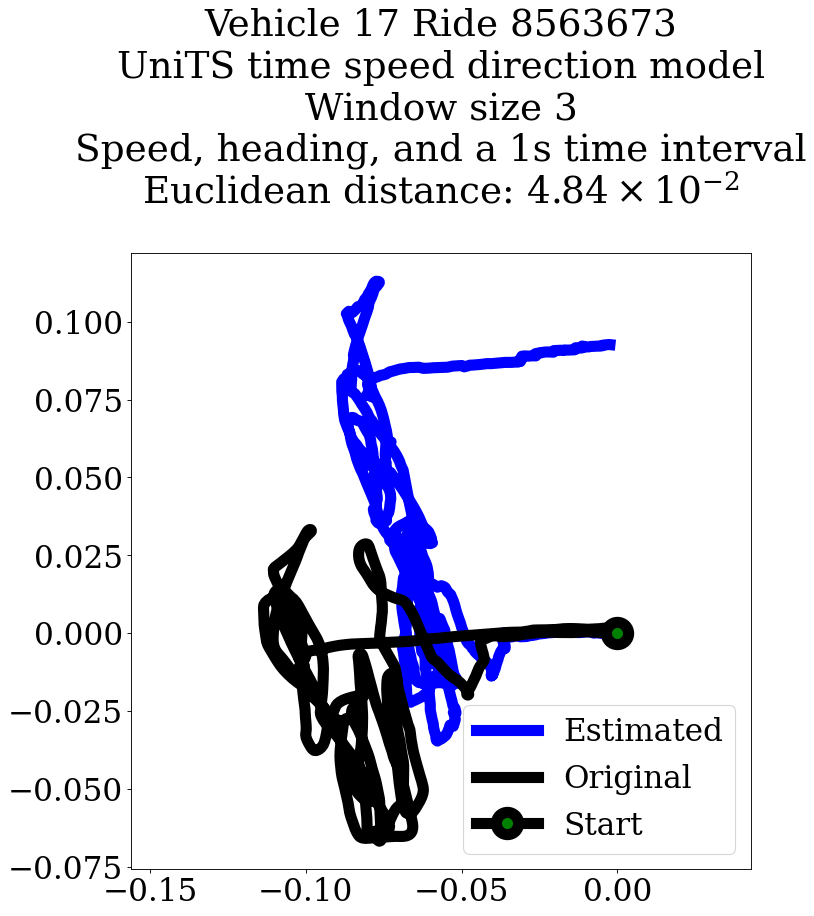 Vehicle 17 Ride 8563673
UniTS time speed direction model
Window size 3
Speed, heading, and a 1s time interval
Euclidean distance: 4.84 × 10⁻²
0.100
0.075
0.050
0.025
0.000
−0.025
−0.050
−0.075
Estimated
Original
Start
−0.15 −0.10 −0.05 0.00